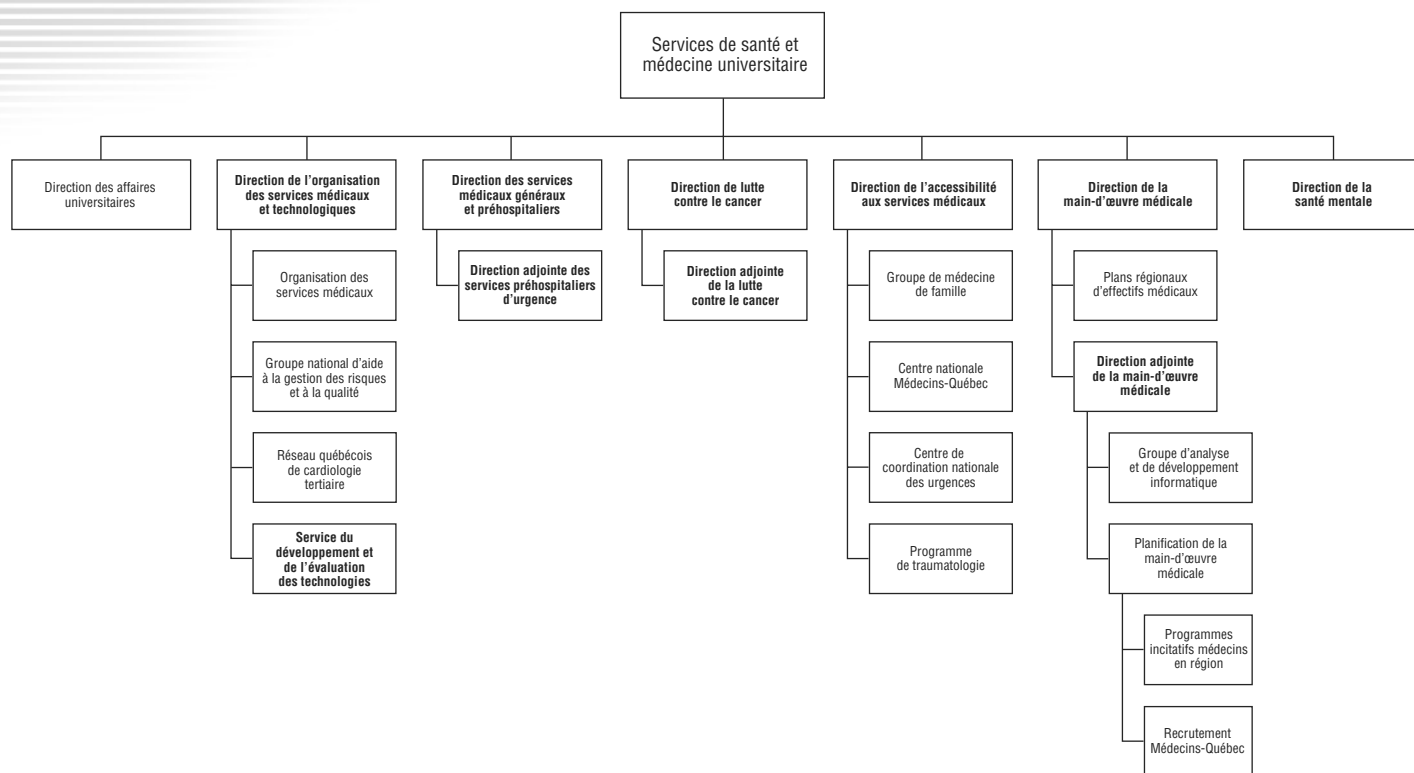 Services de santé et
médecine universitaire
Direction des affaires
universitaires
Direction de l’organisation
des services médicaux
et technologiques
Organisation des
services médicaux
Groupe national d’aide
à la gestion des risques
et à la qualité
Réseau québécois
de cardiologie
tertiaire
Service du
développement et
de l’évaluation
des technologies
Direction des services
médicaux généraux
et préhospitaliers
Direction adjointe des
services préhospitaliers
d’urgence
Direction de lutte
contre le cancer
Direction adjointe
de la lutte
contre le cancer
Direction de l’accessibilité
aux services médicaux
Groupe de médecine
de famille
Centre nationale
Médecins-Québec
Centre de
coordination nationale
des urgences
Programme
de traumatologie
Direction de la
main-d’œuvre médicale
Plans régionaux
d’effectifs médicaux
Direction adjointe
de la main-d’œuvre
médicale
Groupe d’analyse
et de développement
informatique
Planification de la
main-d’œuvre
médicale
Programmes
incitatifs médecins
en région
Recrutement
Médecins-Québec
Direction de la
santé mentale